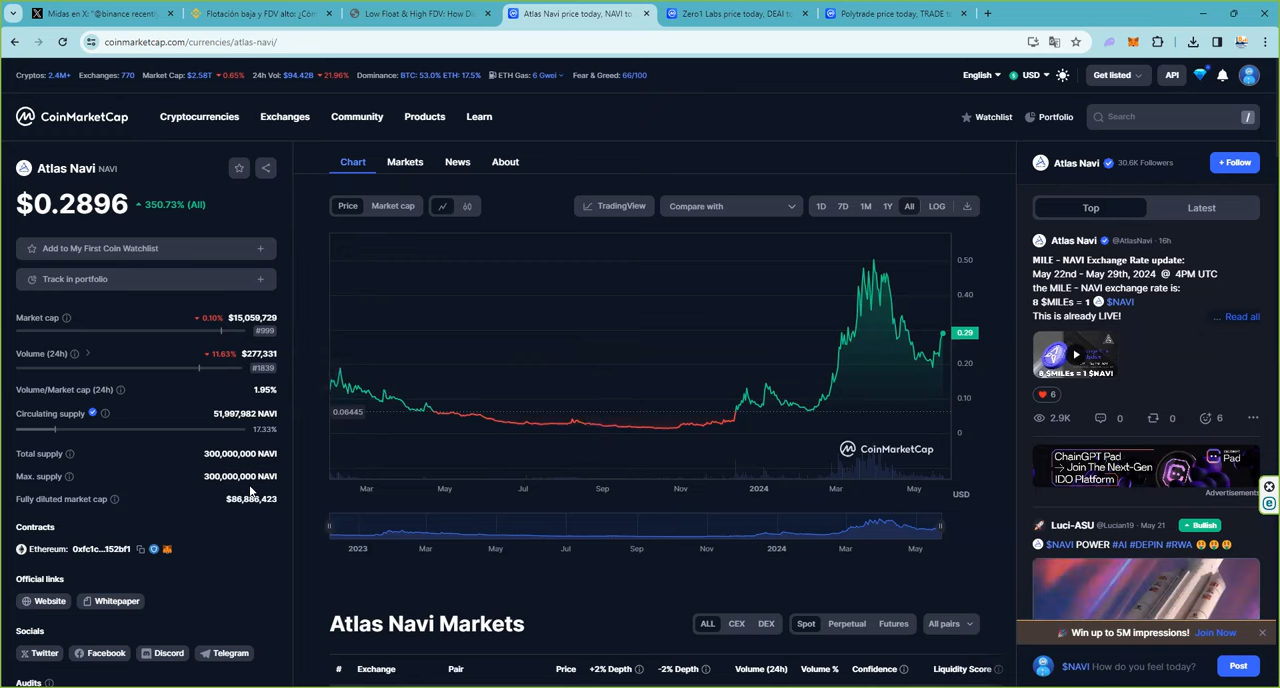 Midas en X: "@binance recentl
Flotación baja y FDV alto: ¿Cóm
Low Float & High FDV: How Di
Atlas Navi price today, NAVI to
Zero1 Labs price today, DEAI to
Polytrade price today, TRADE to
coinmarketcap.com/currencies/atlas-navi/
Cryptos: 2.4M+ Exchanges: 770 Market Cap: $2.58T 0.65% 24h Vol: $94.42B 21.96% Dominance: BTC: 53.0% ETH: 17.5% ETH Gas: 6 Gwei Fear & Greed: 66/100
English USD Get listed API
CoinMarketCap Cryptocurrencies Exchanges Community Products Learn
Watchlist Portfolio Search /
Atlas Navi NAVI
$0.2896 350.73% (All)
Add to My First Coin Watchlist +
Track in portfolio +
Market cap 0.10% $15,059,729
#999
Volume (24h) 11.63% $277,331
#1839
Volume/Market cap (24h) 1.95%
Circulating supply 51,997,982 NAVI
17.33%
Total supply 300,000,000 NAVI
Max. supply 300,000,000 NAVI
Fully diluted market cap
Contracts
Ethereum: 0xfc1c...152bf1
Official links
Website Whitepaper
Socials
Twitter Facebook Discord Telegram
Audits
Chart Markets News About
Price Market cap TradingView Compare with 1D 7D 1M 1Y All LOG
0.50
0.40
0.29
0.20
0.10
0
0.06445
CoinMarketCap
Mar May Jul Sep Nov 2024 Mar May USD
2023 Mar May Jul Sep Nov 2024 Mar May
Atlas Navi Markets
ALL CEX DEX Spot Perpetual Futures All pairs
# Exchange Pair Price +2% Depth -2% Depth Volume (24h) Volume % Confidence Liquidity Score
Atlas Navi 30.6K Followers + Follow
Top Latest
Atlas Navi @AtlasNavi · 16h
MILE - NAVI Exchange Rate update:
May 22nd - May 29th, 2024 @ 4PM UTC
the MILE - NAVI exchange rate is:
8 $MILEs = 1 $NAVI
This is already LIVE! ... Read all
8 $MILES = 1 $NAVI
6
2.9K 0 0 6
ChainGPT Pad
→ Join The Next-Gen
IDO Platform
Pad
Advertisements
Luci-ASU @Lucian19 · May 21 Bullish
$NAVI POWER #AI #DEPIN #RWA
Win up to 5M impressions! Join Now
$NAVI How do you feel today? Post